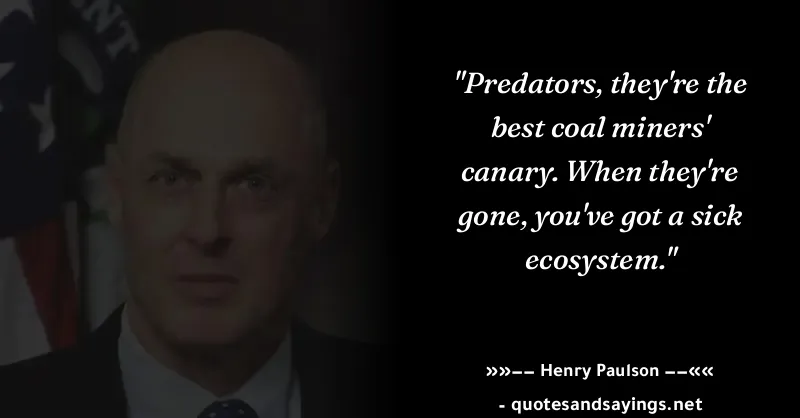 "Predators, they're the
best coal miners'
canary. When they're
gone, you've got a sick
ecosystem."
»»−− Henry Paulson −−««
- quotesandsayings.net